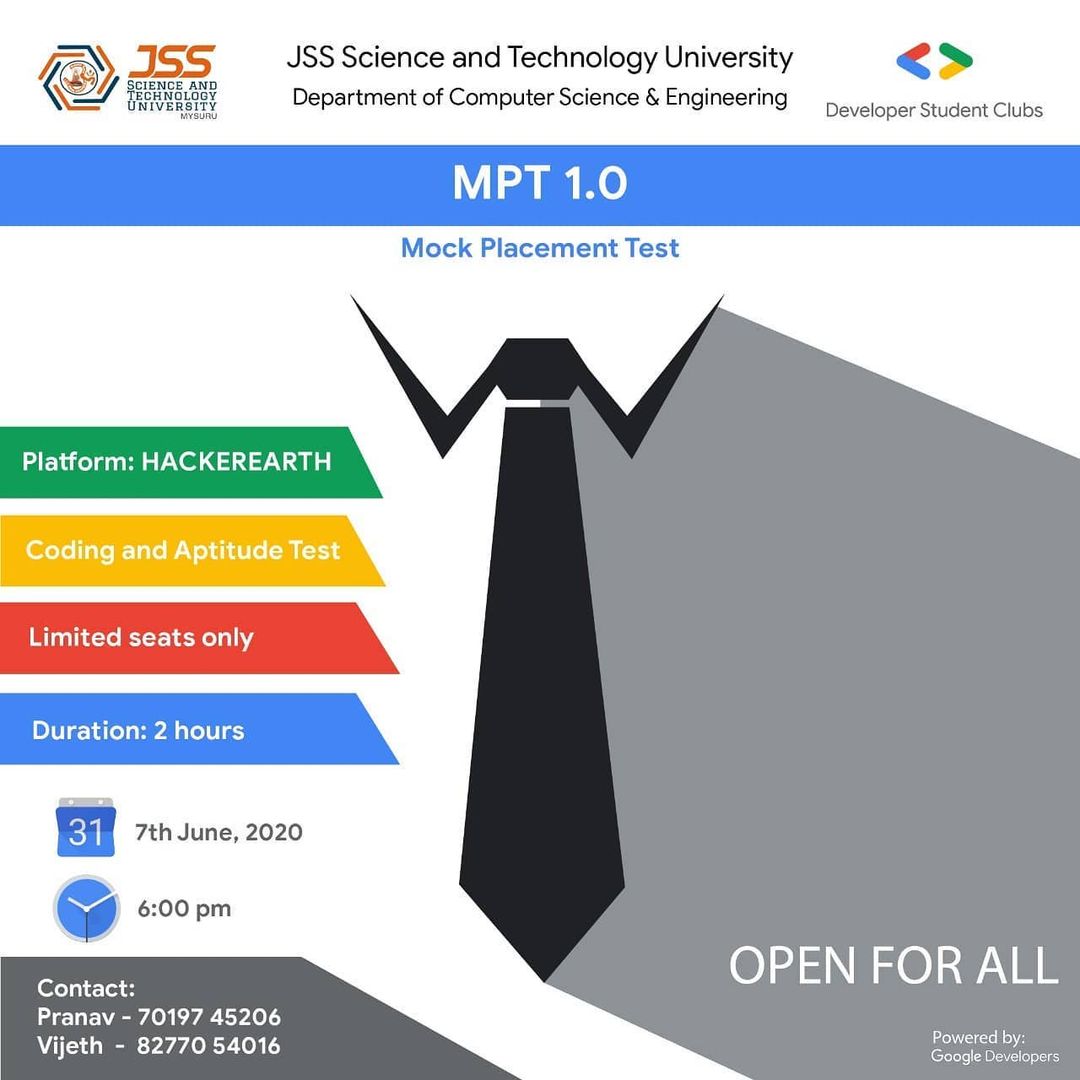 JSS
SCIENCE AND
TECHNOLOGY
UNIVERSITY
MYSURU
JSS Science and Technology University
Department of Computer Science & Engineering
Developer Student Clubs
MPT 1.0
Mock Placement Test
Platform: HACKEREARTH
Coding and Aptitude Test
Limited seats only
Duration: 2 hours
31
7th June, 2020
6:00 pm
Contact:
Pranav - 70197 45206
Vijeth - 82770 54016
OPEN FOR ALL
Powered by:
Google Developers